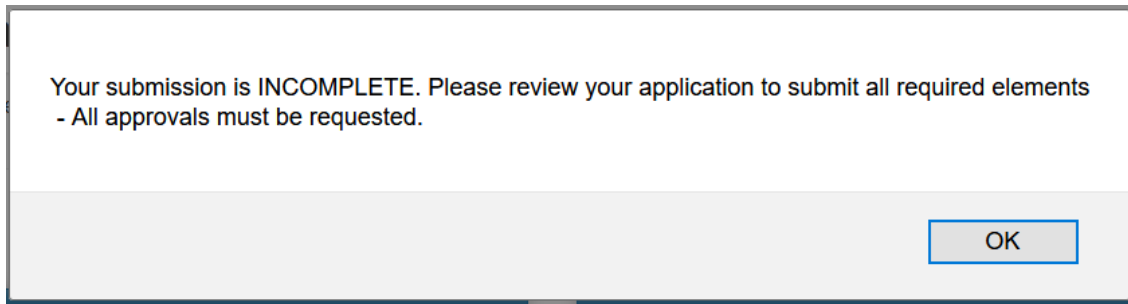 Your submission is INCOMPLETE. Please review your application to submit all required elements
- All approvals must be requested.
OK